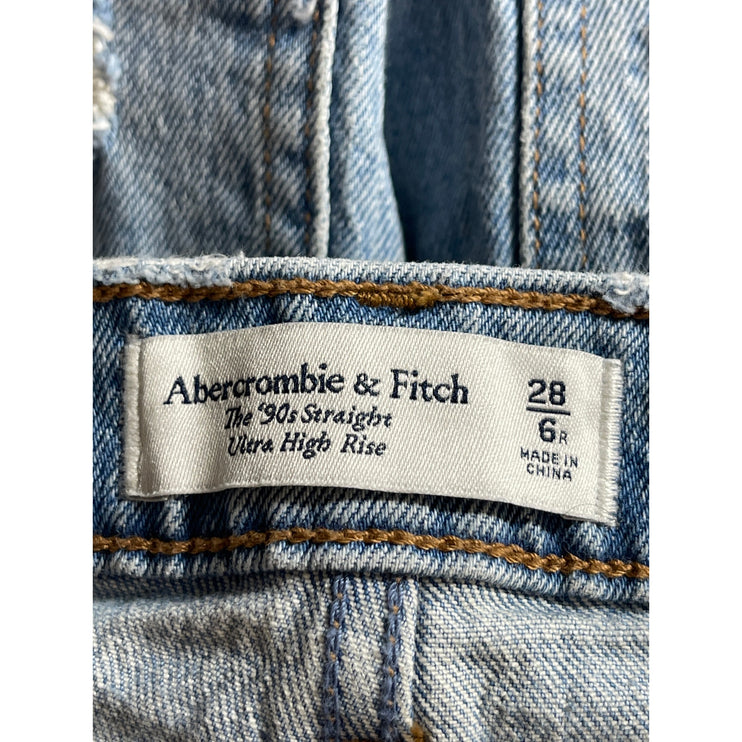 Abercrombie & Fitch
The '90s Straight
Ultra High Rise
28
6R
MADE IN
CHINA